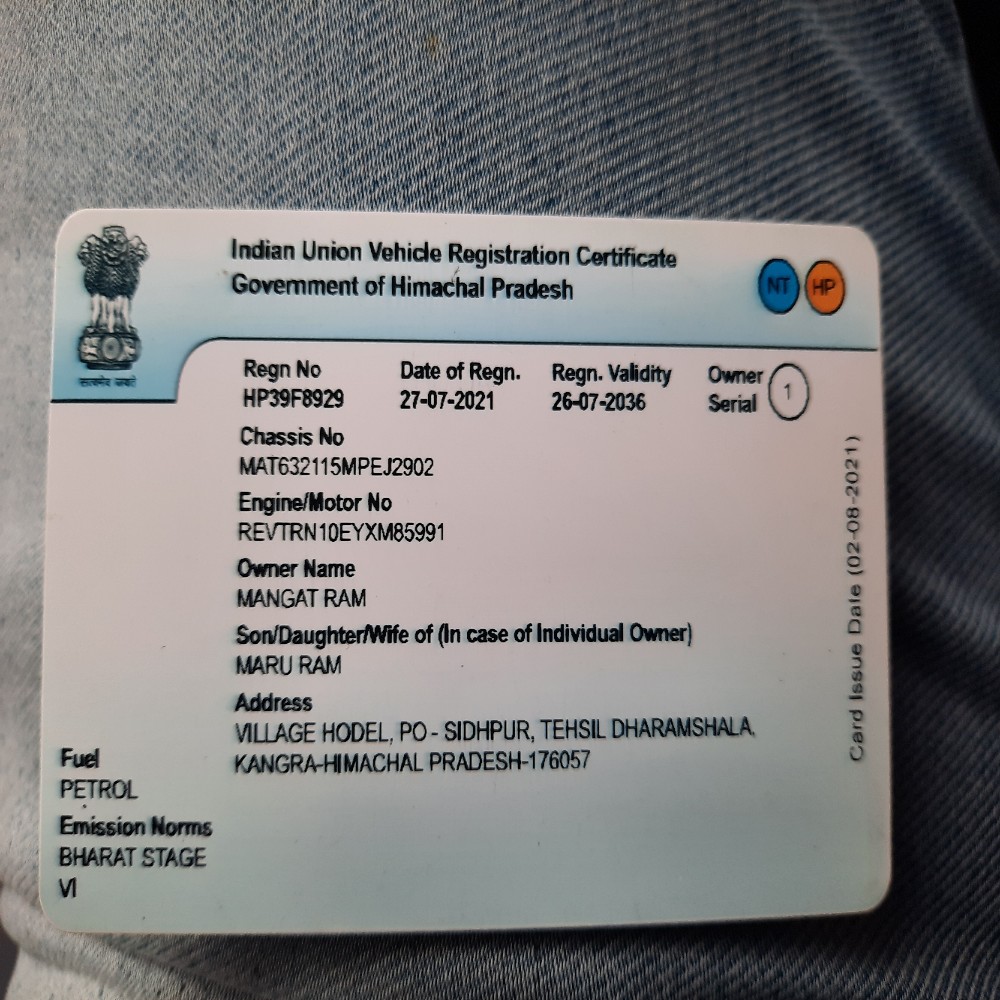 Indian Union Vehicle Registration Certificate
Government of Himachal Pradesh
NT HP
सत्यमेव जयते
Regn No Date of Regn. Regn. Validity Owner Serial 1
HP39F8929 27-07-2021 26-07-2036
Chassis No
MAT632115MPEJ2902
Engine/Motor No
REVTRN10EYXM85991
Owner Name
MANGAT RAM
Son/Daughter/Wife of (In case of Individual Owner)
MARU RAM
Address
VILLAGE HODEL, PO - SIDHPUR, TEHSIL DHARAMSHALA,
KANGRA-HIMACHAL PRADESH-176057
Fuel
PETROL
Emission Norms
BHARAT STAGE
VI
Card Issue Date (02-08-2021)